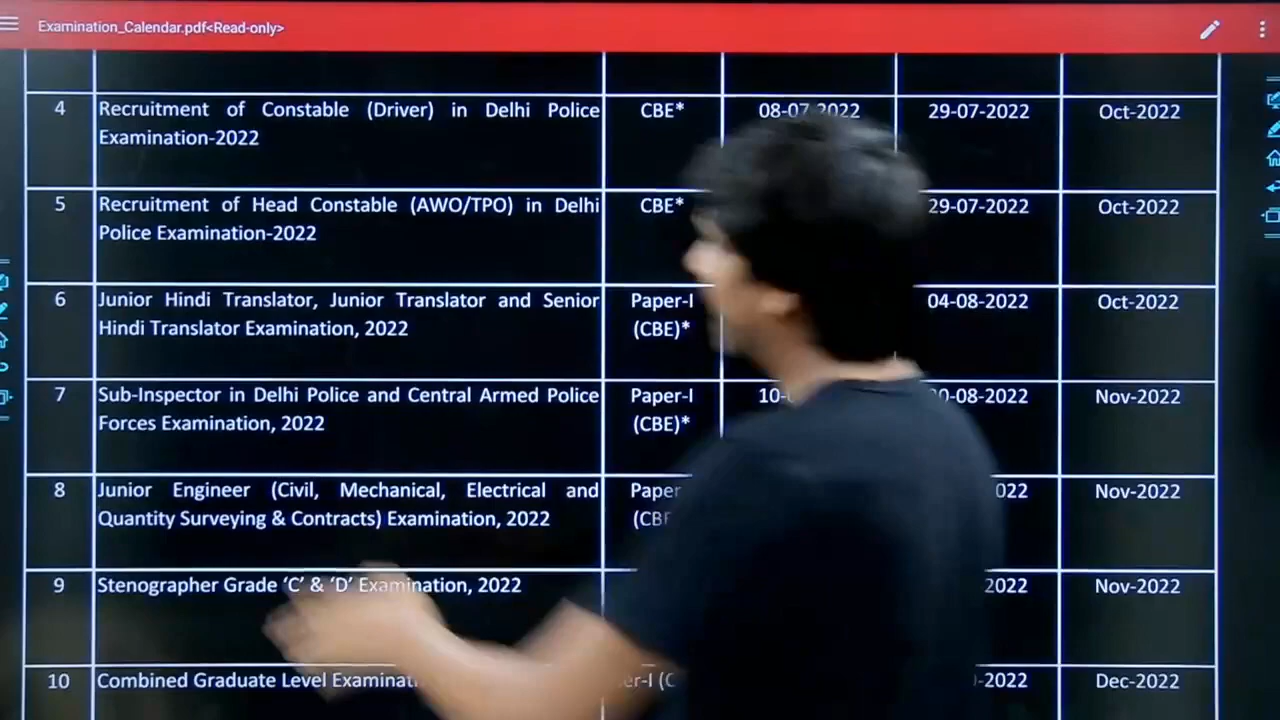 Examination_Calendar.pdf<Read-only>
4 Recruitment of Constable (Driver) in Delhi Police CBE* 08-07-2022 29-07-2022 Oct-2022
Examination-2022
5 Recruitment of Head Constable (AWO/TPO) in Delhi CBE* 29-07-2022 Oct-2022
Police Examination-2022
6 Junior Hindi Translator, Junior Translator and Senior Paper-I 04-08-2022 Oct-2022
Hindi Translator Examination, 2022 (CBE)*
7 Sub-Inspector in Delhi Police and Central Armed Police Paper-I Nov-2022
Forces Examination, 2022 (CBE)*
8 Junior Engineer (Civil, Mechanical, Electrical and Paper Nov-2022
Quantity Surveying & Contracts) Examination, 2022
9 Stenographer Grade ‘C’ & ‘D’ Examination, 2022 2022 Nov-2022
10 Combined Graduate Level Dec-2022